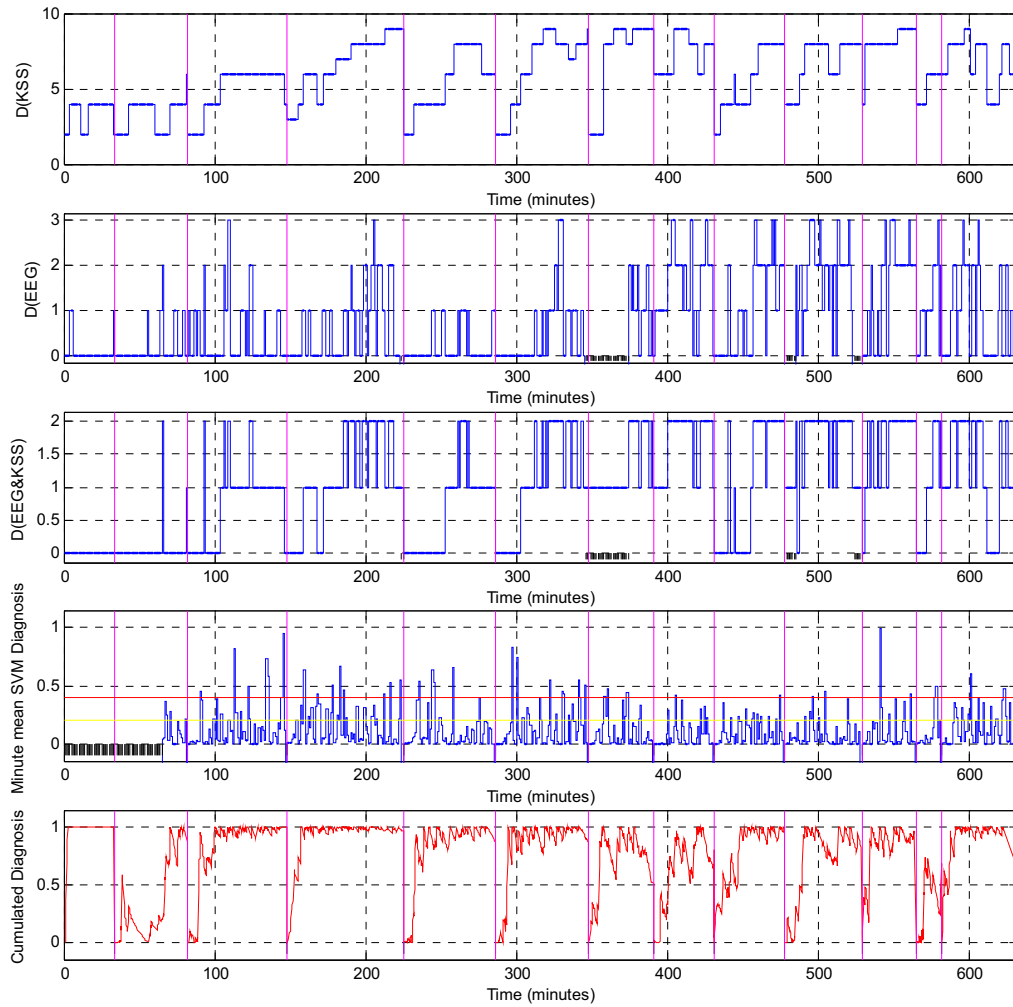 10
5
0
D(KSS)
0 100 200 300 400 500 600
Time (minutes)
3
2
1
0
D(EEG)
0 100 200 300 400 500 600
Time (minutes)
2
1.5
1
0.5
0
D(EEG&KSS)
0 100 200 300 400 500 600
Time (minutes)
1
0.5
0
Minute mean SVM Diagnosis
0 100 200 300 400 500 600
Time (minutes)
1
0.5
0
Cumulated Diagnosis
0 100 200 300 400 500 600
Time (minutes)